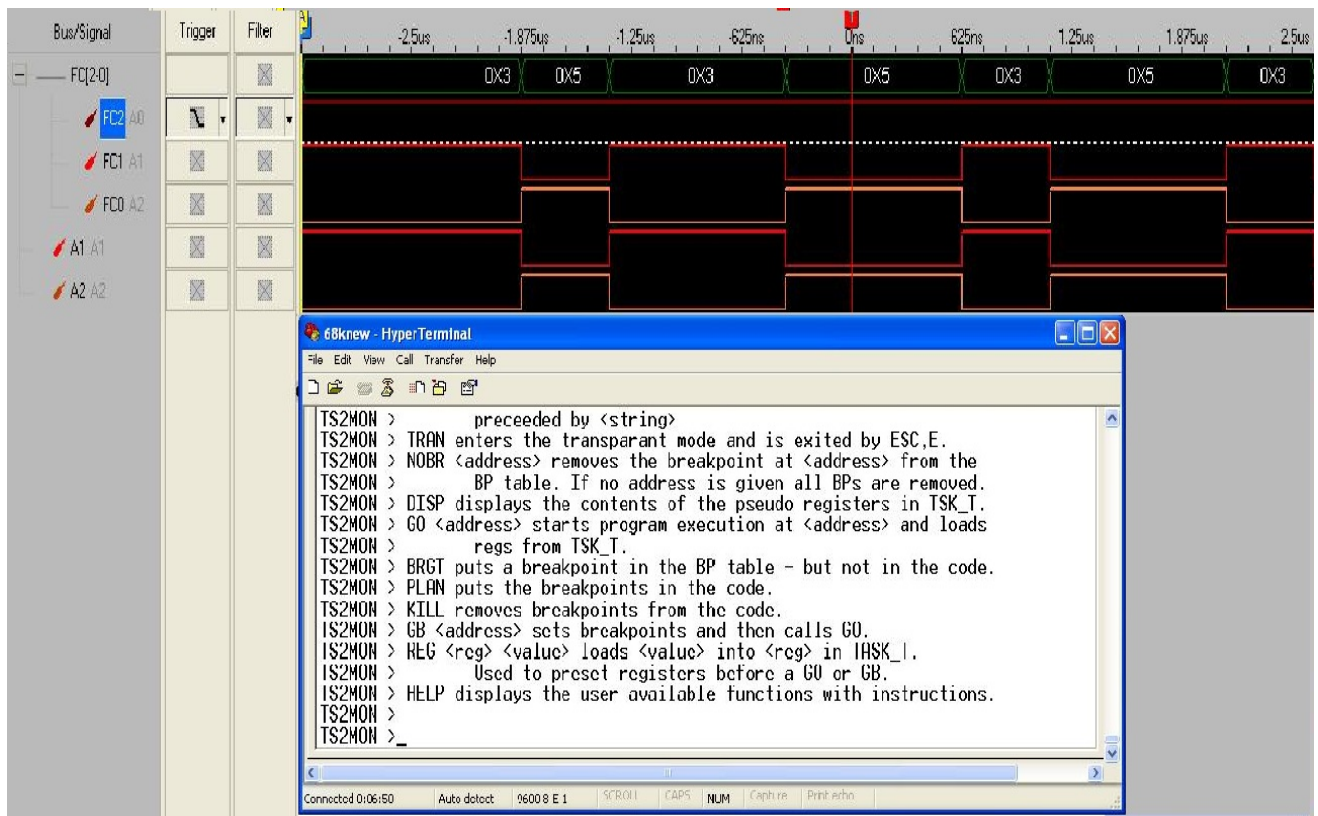 Bus/Signal Trigger Filter -2.5us -1.875us -1.25us -625ns 0ns 625ns 1.25us 1.875us 2.5us
FC[2-0] 0X3 0X5 0X3 0X5 0X3 0X5 0X3
FC2 A0
FC1 A1
FC0 A2
A1 A1
A2 A2
68knew - HyperTerminal
File Edit View Call Transfer Help
TS2MON > preceeded by <string>
TS2MON > TRAN enters the transparant mode and is exited by ESC,E.
TS2MON > NOBR <address> removes the breakpoint at <address> from the
TS2MON > BP table. If no address is given all BPs are removed.
TS2MON > DISP displays the contents of the pseudo registers in TSK_T.
TS2MON > GO <address> starts program execution at <address> and loads
TS2MON > regs from TSK_T.
TS2MON > BRGT puts a breakpoint in the BP table - but not in the code.
TS2MON > PLAN puts the breakpoints in the code.
TS2MON > KILL removes breakpoints from the code.
TS2MON > GB <address> sets breakpoints and then calls GO.
TS2MON > REG <reg> <value> loads <value> into <reg> in TASK_T.
TS2MON > Used to preset registers before a GO or GB.
TS2MON > HELP displays the user available functions with instructions.
TS2MON >
TS2MON >_
Connected 0:06:50 Auto detect 9600 8 E 1 SCROLL CAPS NUM Capture Print echo